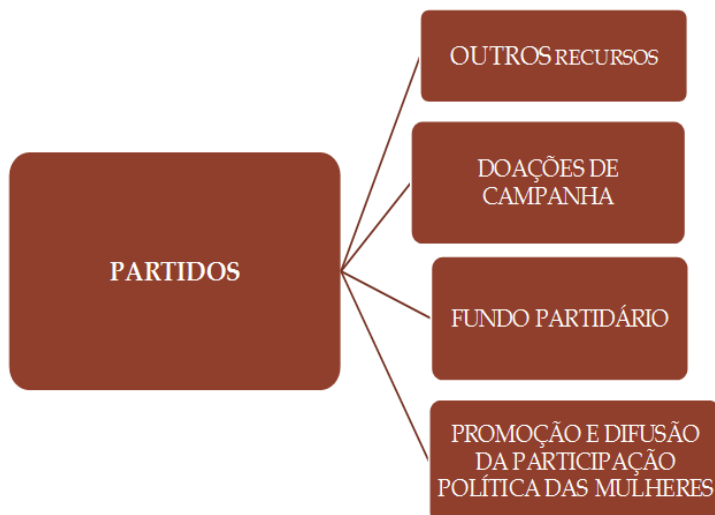 PARTIDOS
OUTROS RECURSOS
DOAÇÕES DE
CAMPANHA
FUNDO PARTIDÁRIO
PROMOÇÃO E DIFUSÃO
DA PARTICIPAÇÃO
POLÍTICA DAS MULHERES